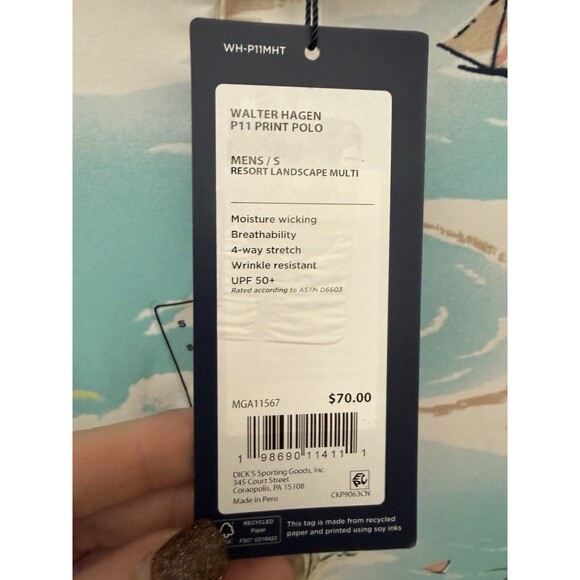 WH-P11MHT
WALTER HAGEN
P11 PRINT POLO
MENS / S
RESORT LANDSCAPE MULTI
Moisture wicking
Breathability
4-way stretch
Wrinkle resistant
UPF 50+
Rated according to ASTM D6603
MGA11567 $70.00
1 98690 11411 1
DICK'S Sporting Goods, Inc.
345 Court Street
Coraopolis, PA 15108
Made in Peru
CKP9063CN
RECYCLED
Paper
This tag is made from recycled
paper and printed using soy inks
S